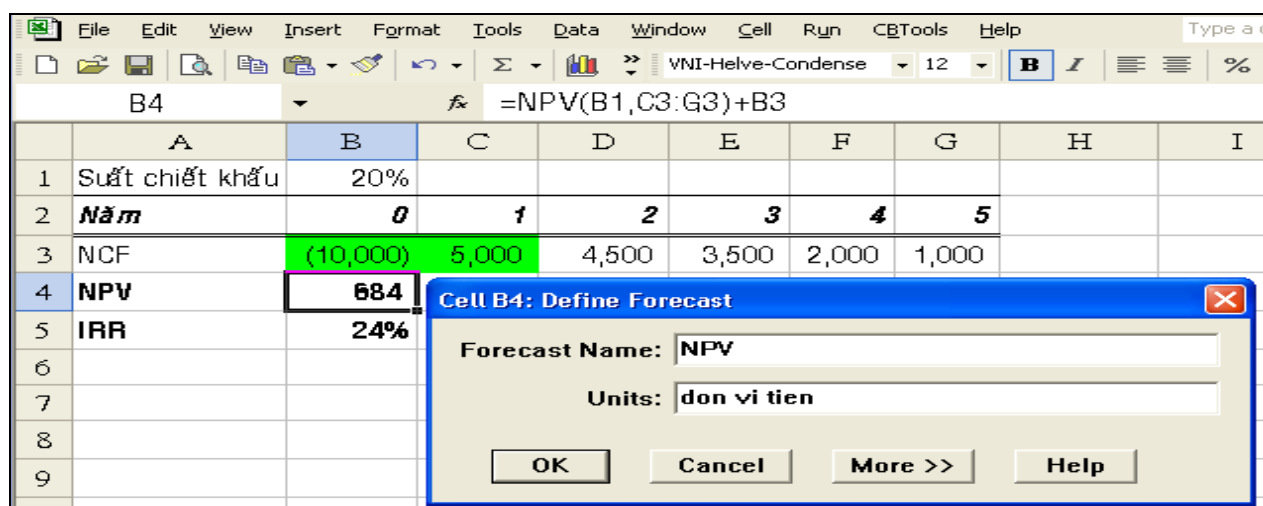 File Edit View Insert Format Tools Data Window Cell Run CBTools Help Type a
VNI-Helve-Condense 12 B I %
B4 fx =NPV(B1,C3:G3)+B3
A B C D E F G H I
1 Suất chiết khấu 20%
2 Năm 0 1 2 3 4 5
3 NCF (10,000) 5,000 4,500 3,500 2,000 1,000
4 NPV 684
5 IRR 24%
6
7
8
9
Cell B4: Define Forecast
Forecast Name: NPV
Units: don vi tien
OK Cancel More >> Help